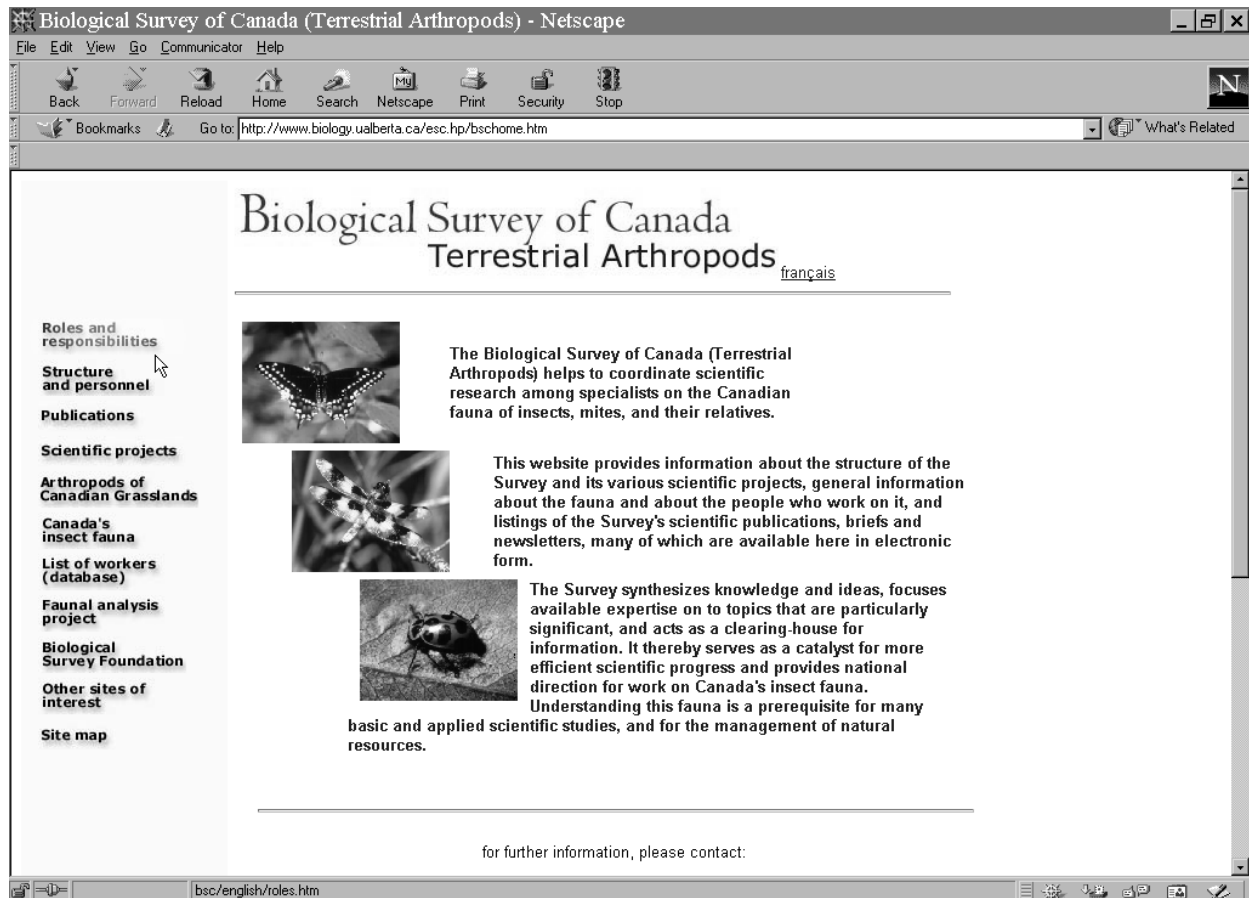 Biological Survey of Canada (Terrestrial Arthropods) - Netscape
File Edit View Go Communicator Help
My
Back Forward Reload Home Search Netscape Print Security Stop
N
Bookmarks Go to: http://www.biology.ualberta.ca/esc.hp/bschome.htm What's Related
Biological Survey of Canada
Terrestrial Arthropods
français
Roles and
responsibilities
Structure
and personnel
Publications
Scientific projects
Arthropods of
Canadian Grasslands
Canada's
insect fauna
List of workers
(database)
Faunal analysis
project
Biological
Survey Foundation
Other sites of
interest
Site map
The Biological Survey of Canada (Terrestrial
Arthropods) helps to coordinate scientific
research among specialists on the Canadian
fauna of insects, mites, and their relatives.
This website provides information about the structure of the
Survey and its various scientific projects, general information
about the fauna and about the people who work on it, and
listings of the Survey's scientific publications, briefs and
newsletters, many of which are available here in electronic
form.
The Survey synthesizes knowledge and ideas, focuses
available expertise on to topics that are particularly
significant, and acts as a clearing-house for
information. It thereby serves as a catalyst for more
efficient scientific progress and provides national
direction for work on Canada's insect fauna.
Understanding this fauna is a prerequisite for many
basic and applied scientific studies, and for the management of natural
resources.
for further information, please contact:
bsc/english/roles.htm